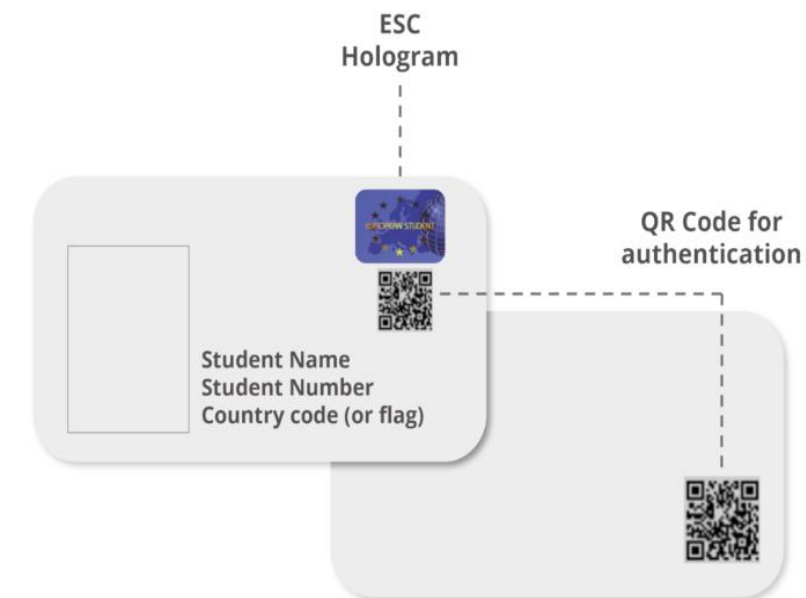 ESC
Hologram
EUROPEAN STUDENT
QR Code for
authentication
Student Name
Student Number
Country code (or flag)